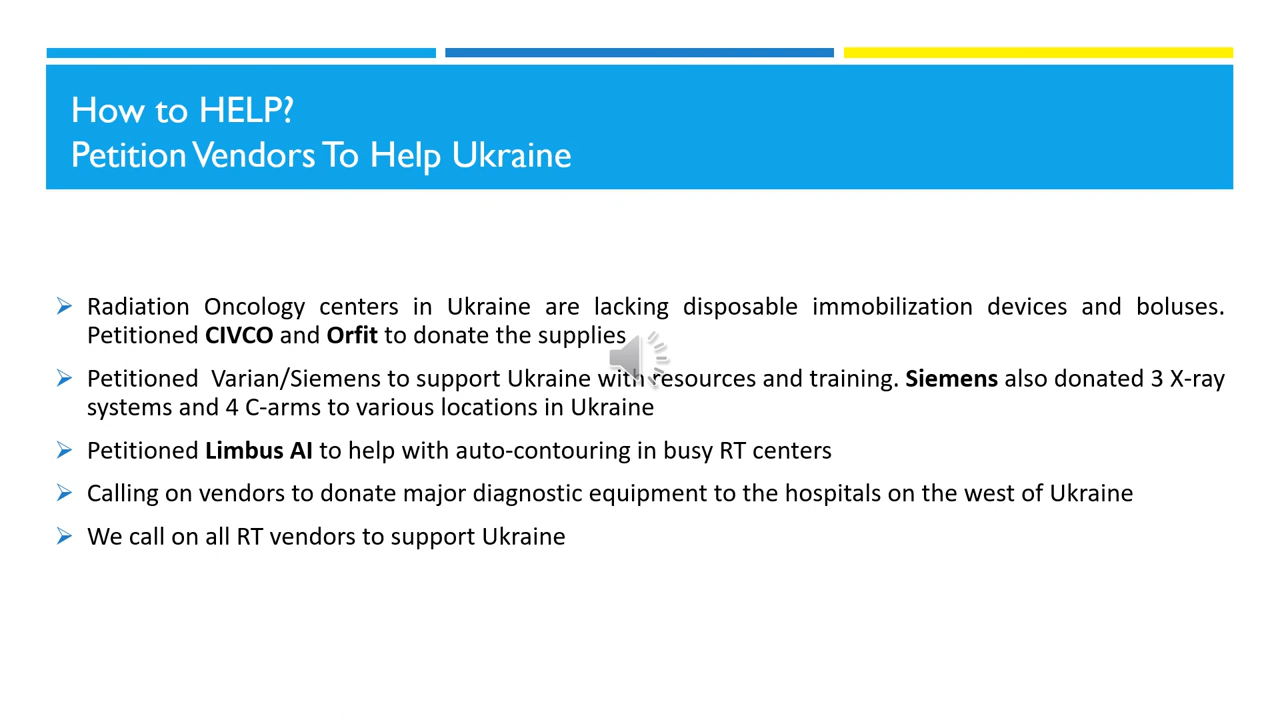 How to HELP?
Petition Vendors To Help Ukraine
Radiation Oncology centers in Ukraine are lacking disposable immobilization devices and boluses.
Petitioned CIVCO and Orfit to donate the supplies
Petitioned Varian/Siemens to support Ukraine with resources and training. Siemens also donated 3 X-ray
systems and 4 C-arms to various locations in Ukraine
Petitioned Limbus AI to help with auto-contouring in busy RT centers
Calling on vendors to donate major diagnostic equipment to the hospitals on the west of Ukraine
We call on all RT vendors to support Ukraine